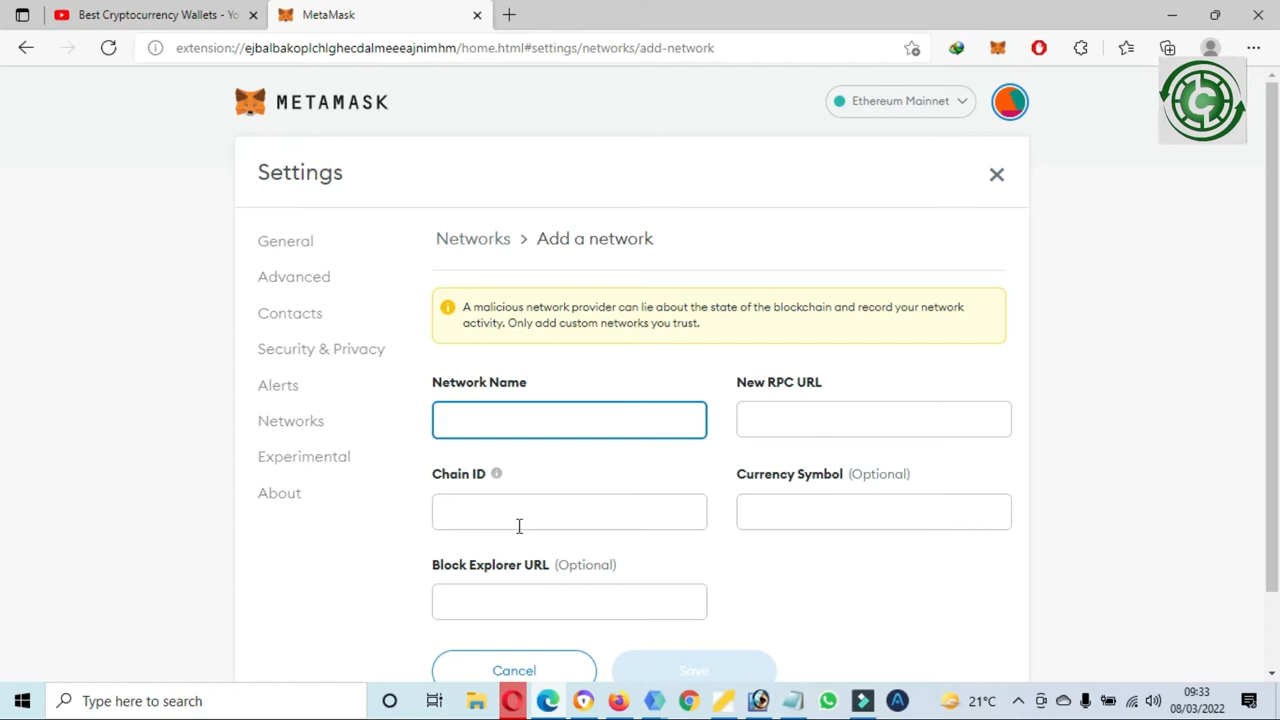 Best Cryptocurrency Wallets - Yo
MetaMask
extension://ejbalbakoplchlghecdalmeeeajnimhm/home.html#settings/networks/add-network
METAMASK
Ethereum Mainnet
Settings
General
Advanced
Contacts
Security & Privacy
Alerts
Networks
Experimental
About
Networks > Add a network
A malicious network provider can lie about the state of the blockchain and record your network
activity. Only add custom networks you trust.
Network Name
New RPC URL
Chain ID
Currency Symbol (Optional)
Block Explorer URL (Optional)
Cancel
Save
Type here to search
21°C
09:33
08/03/2022